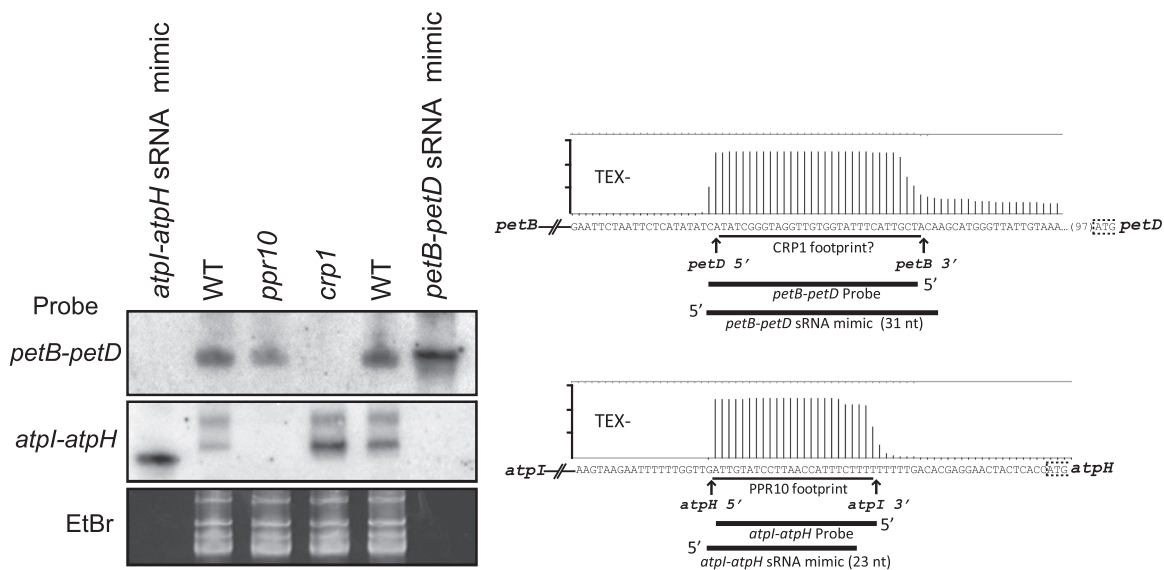 atpI-atpH sRNA mimic
WT
ppr10
crp1
WT
petB-petD sRNA mimic
Probe
petB-petD
atpI-atpH
EtBr
TEX-
petB GAATTCTAATTCTCATATATCATATCGGGTAGGTTGTGGTATTTCATTGCTACAAGCATGGGTTATTGTAAA...(97)ATG petD
CRP1 footprint?
petD 5’ petB 3’
5’
petB-petD Probe
5’
petB-petD sRNA mimic (31 nt)
TEX-
atpI AAGTAAGAATTTTTTGGTTGATTGTATCCTTAACCATTTCTTTTTTTTTGACACGAGGAACTACTCACCATG atpH
PPR10 footprint
atpH 5’ atpI 3’
5’
atpI-atpH Probe
5’
atpI-atpH sRNA mimic (23 nt)